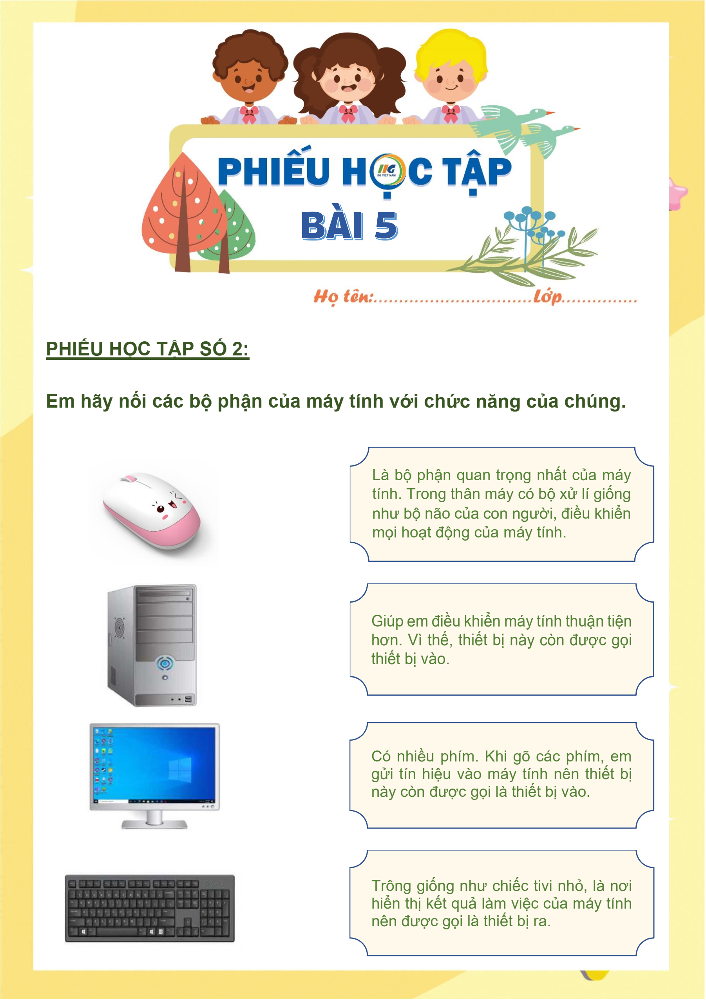 PHIẾU HỌC TẬP
IIG
IIG VIET NAM
BÀI 5
Họ tên:................................Lớp...............
PHIẾU HỌC TẬP SỐ 2:
Em hãy nối các bộ phận của máy tính với chức năng của chúng.
Là bộ phận quan trọng nhất của máy
tính. Trong thân máy có bộ xử lí giống
như bộ não của con người, điều khiển
mọi hoạt động của máy tính.
Giúp em điều khiển máy tính thuận tiện
hơn. Vì thế, thiết bị này còn được gọi
thiết bị vào.
Có nhiều phím. Khi gõ các phím, em
gửi tín hiệu vào máy tính nên thiết bị
này còn được gọi là thiết bị vào.
Trông giống như chiếc tivi nhỏ, là nơi
hiển thị kết quả làm việc của máy tính
nên được gọi là thiết bị ra.